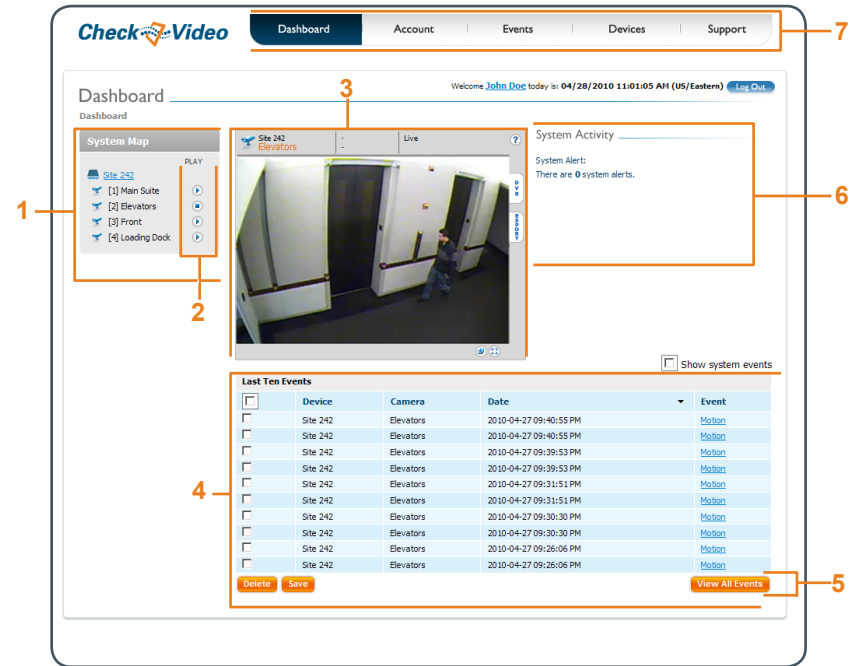 Check Video
Dashboard
Account
Events
Devices
Support
7
Dashboard
Welcome John Doe today is: 04/28/2010 11:01:05 AM (US/Eastern)
Log Out
Dashboard
3
System Map
PLAY
Site 242
[1] Main Suite
[2] Elevators
[3] Front
[4] Loading Dock
1
2
Site 242
Elevators
-
-
Live
?
DVR
EXPORT
System Activity
System Alert:
There are 0 system alerts.
6
Show system events
Last Ten Events
Device Camera Date Event
Site 242 Elevators 2010-04-27 09:40:55 PM Motion
Site 242 Elevators 2010-04-27 09:40:55 PM Motion
Site 242 Elevators 2010-04-27 09:39:53 PM Motion
Site 242 Elevators 2010-04-27 09:39:53 PM Motion
Site 242 Elevators 2010-04-27 09:31:51 PM Motion
Site 242 Elevators 2010-04-27 09:31:51 PM Motion
Site 242 Elevators 2010-04-27 09:30:30 PM Motion
Site 242 Elevators 2010-04-27 09:30:30 PM Motion
Site 242 Elevators 2010-04-27 09:26:06 PM Motion
Site 242 Elevators 2010-04-27 09:26:06 PM Motion
4
Delete
Save
View All Events
5